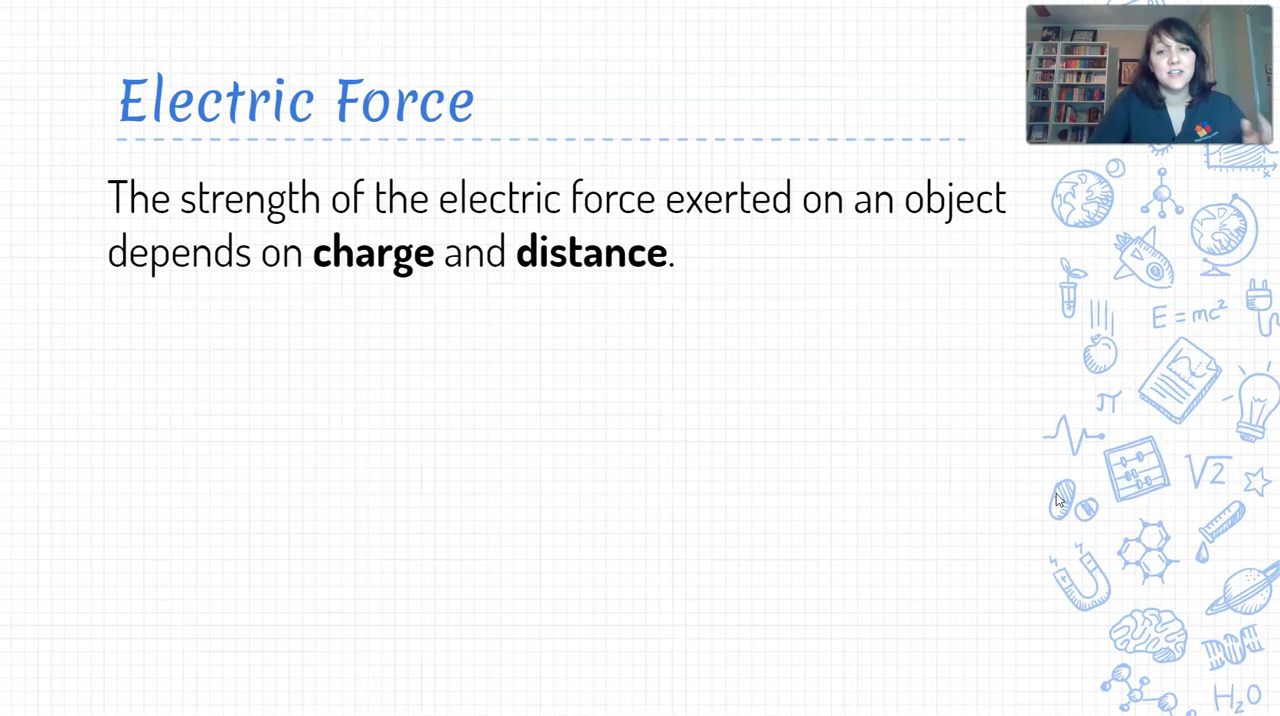 Electric Force
The strength of the electric force exerted on an object
depends on charge and distance.
E = mc²
π
√2
H₂O